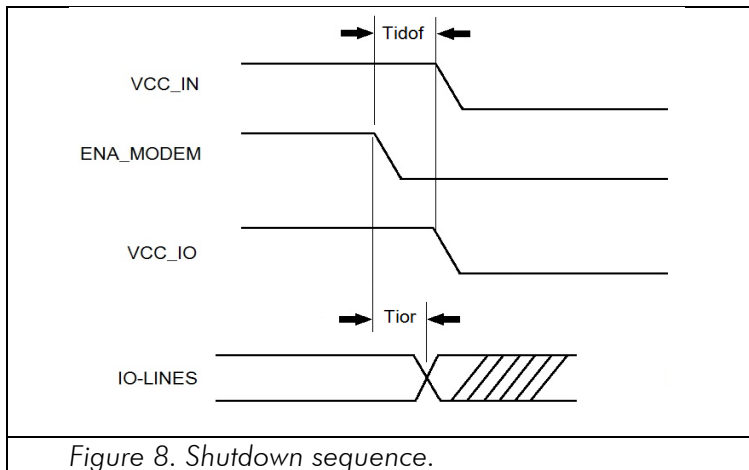 Tidof
VCC_IN
ENA_MODEM
VCC_IO
Tior
IO-LINES
Figure 8. Shutdown sequence.